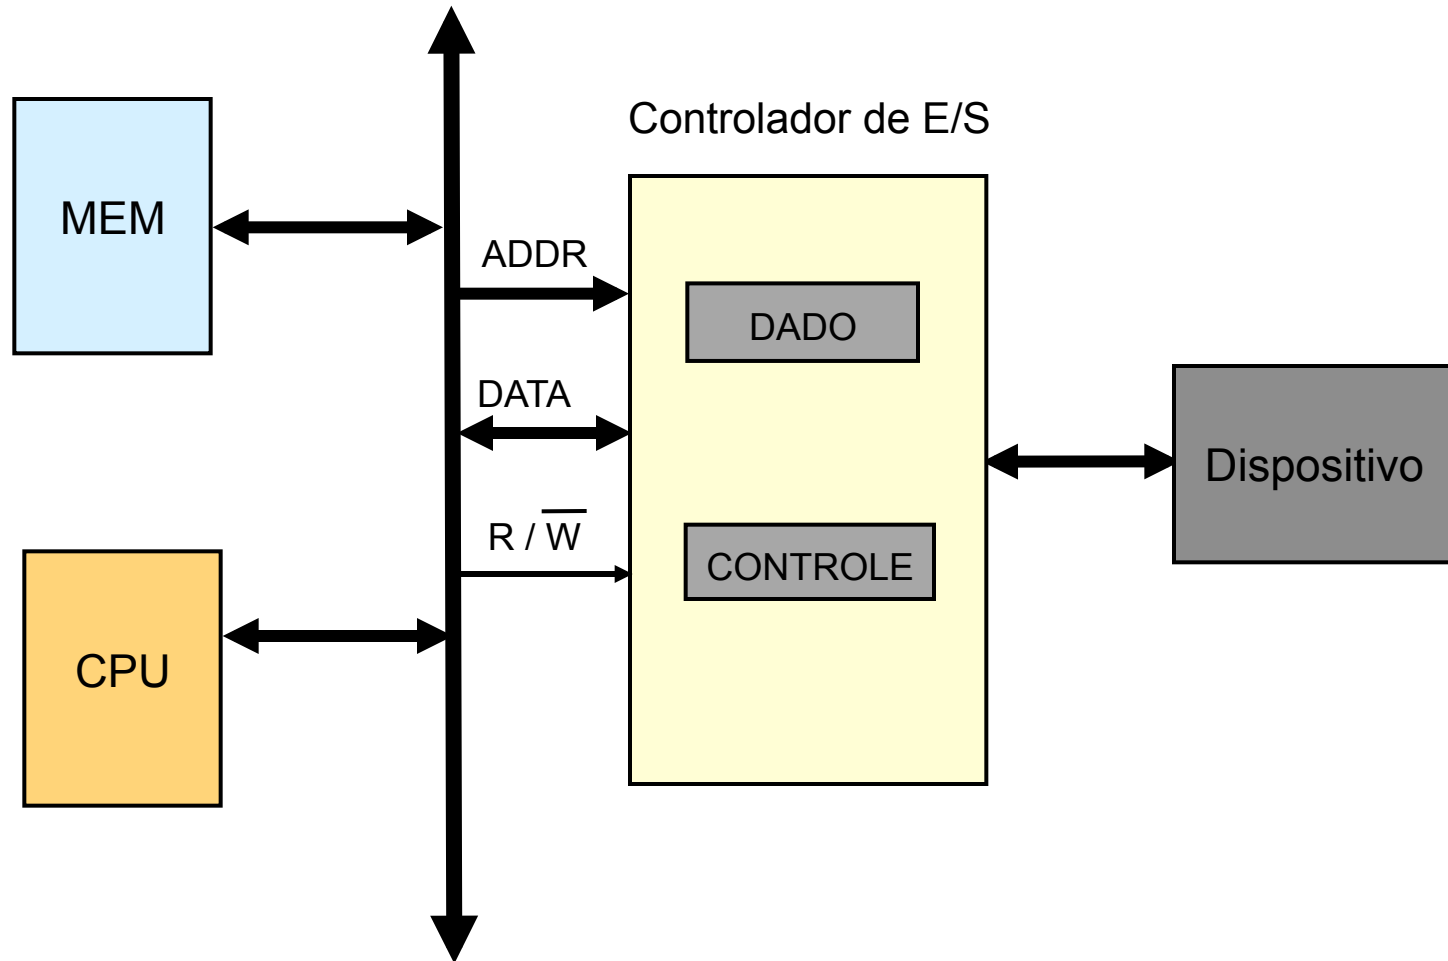 Controlador de E/S
MEM
ADDR
DADO
DATA
Dispositivo
R / W̅
CONTROLE
CPU